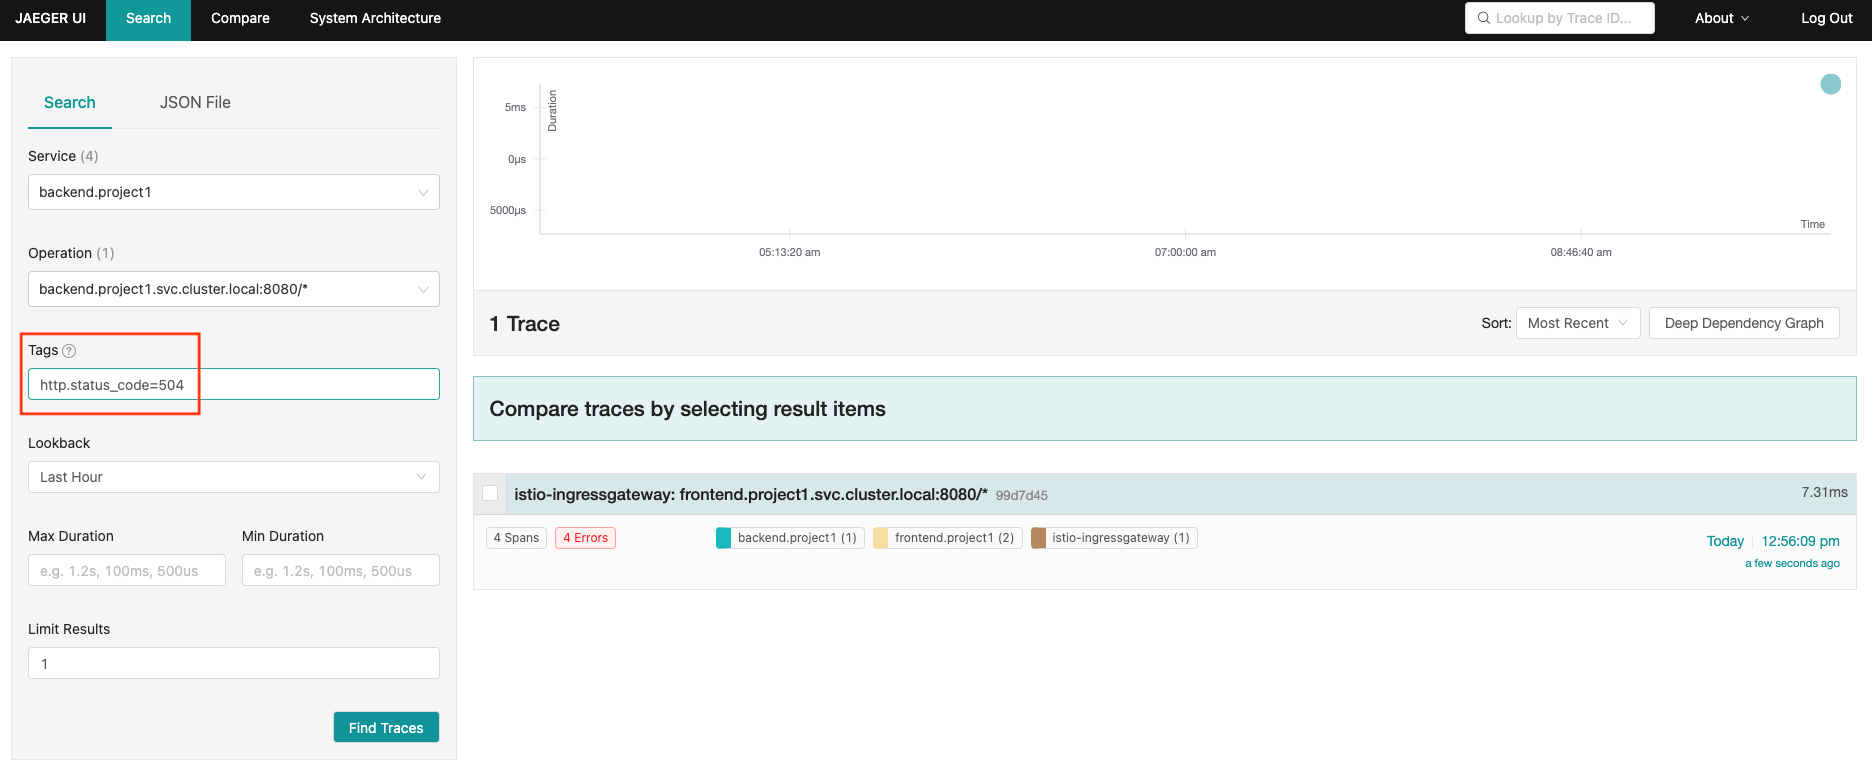 JAEGER UI Search Compare System Architecture Lookup by Trace ID... About Log Out
Search JSON File
Service (4)
backend.project1
Operation (1)
backend.project1.svc.cluster.local:8080/*
Tags ?
http.status_code=504
Lookback
Last Hour
Max Duration Min Duration
e.g. 1.2s, 100ms, 500us e.g. 1.2s, 100ms, 500us
Limit Results
1
Find Traces
Duration
5ms
0μs
5000μs
Time
05:13:20 am 07:00:00 am 08:46:40 am
1 Trace Sort: Most Recent Deep Dependency Graph
Compare traces by selecting result items
istio-ingressgateway: frontend.project1.svc.cluster.local:8080/* 99d7d45 7.31ms
4 Spans 4 Errors backend.project1 (1) frontend.project1 (2) istio-ingressgateway (1)
Today 12:56:09 pm
a few seconds ago